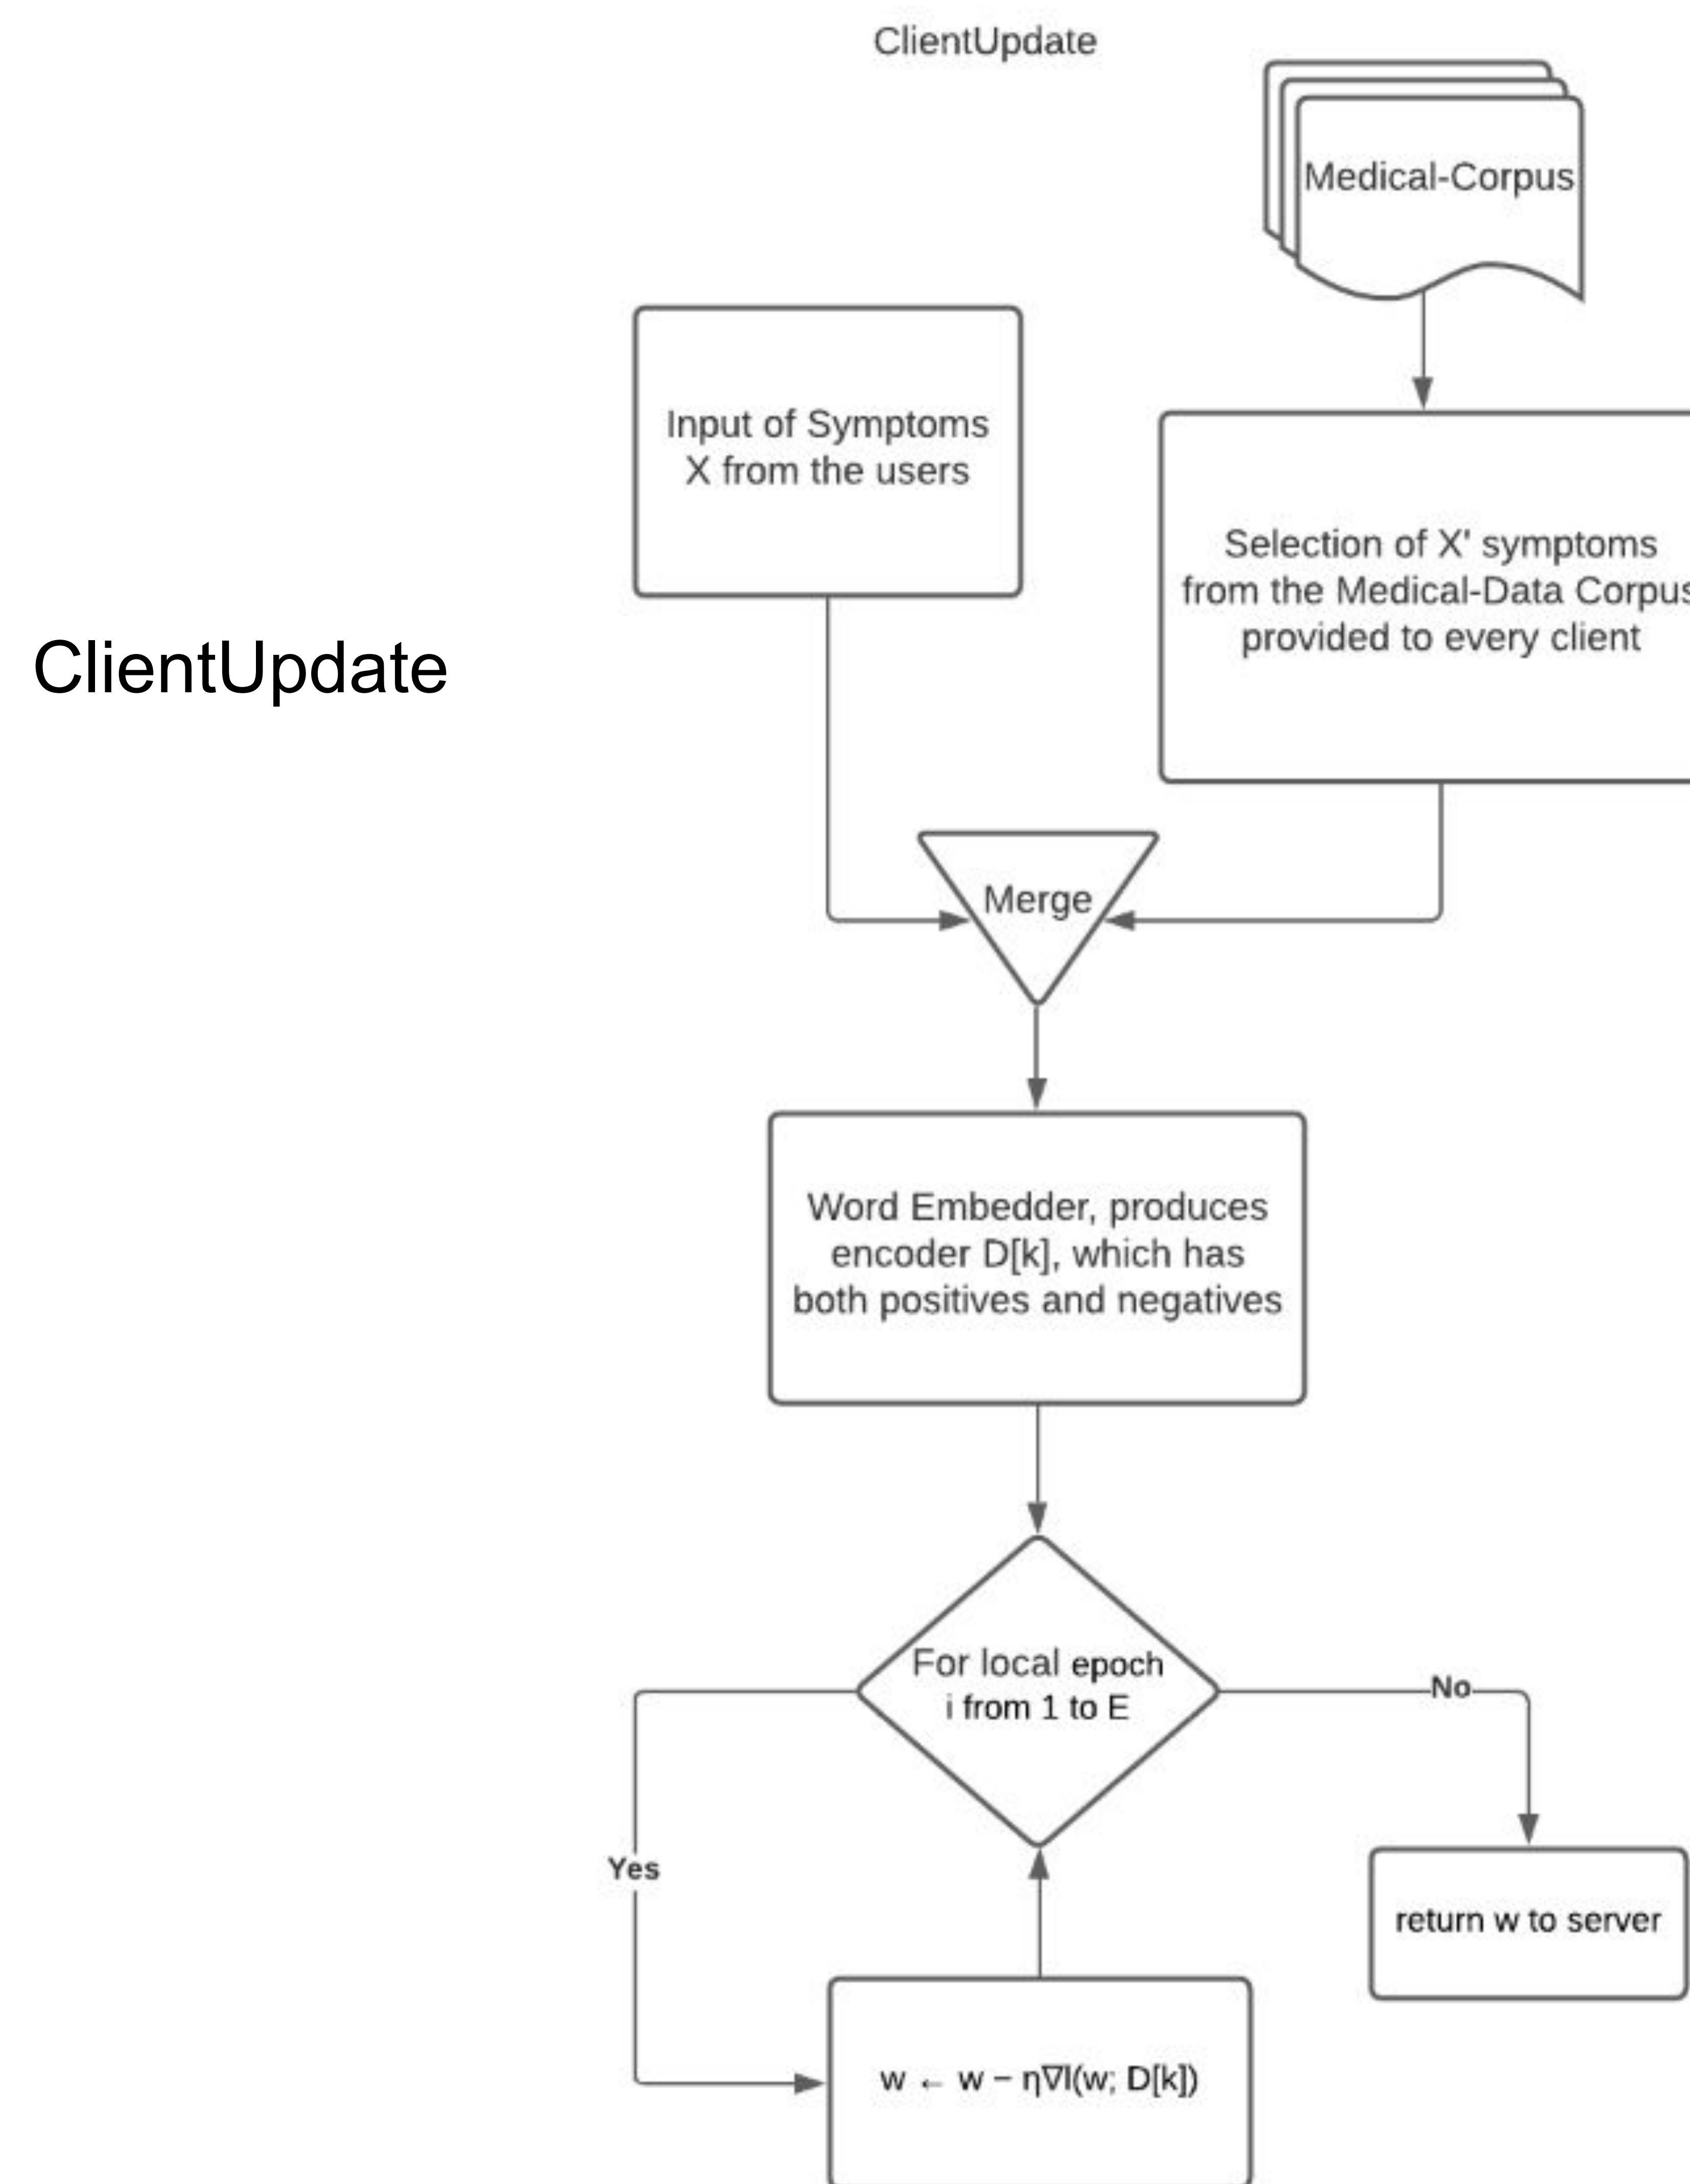 ClientUpdate
Medical-Corpus
Input of Symptoms
X from the users
Selection of X' symptoms
from the Medical-Data Corpus
provided to every client
ClientUpdate
Merge
Word Embedder, produces
encoder D[k], which has
both positives and negatives
For local epoch
i from 1 to E
No
Yes
return w to server
w ← w − η∇l(w; D[k])